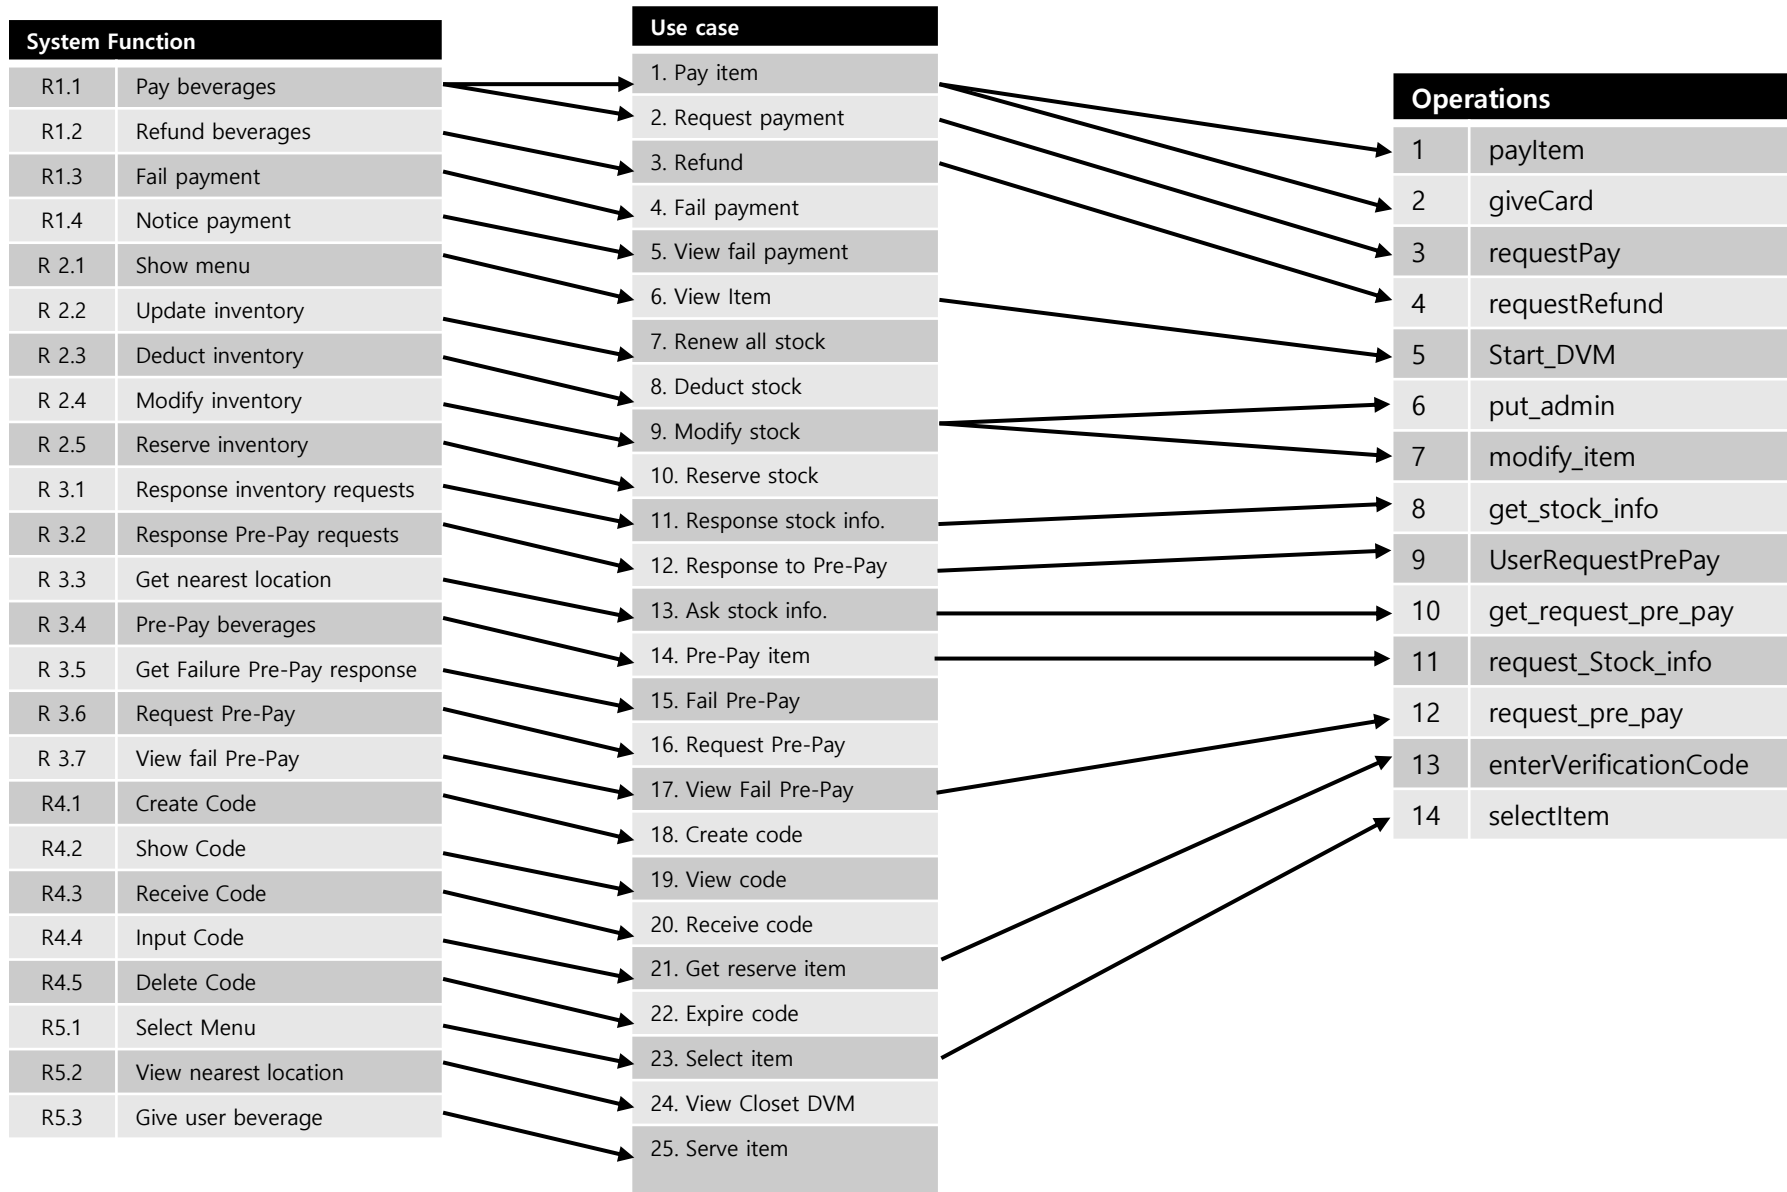 System Function
R1.1 Pay beverages
R1.2 Refund beverages
R1.3 Fail payment
R1.4 Notice payment
R 2.1 Show menu
R 2.2 Update inventory
R 2.3 Deduct inventory
R 2.4 Modify inventory
R 2.5 Reserve inventory
R 3.1 Response inventory requests
R 3.2 Response Pre-Pay requests
R 3.3 Get nearest location
R 3.4 Pre-Pay beverages
R 3.5 Get Failure Pre-Pay response
R 3.6 Request Pre-Pay
R 3.7 View fail Pre-Pay
R4.1 Create Code
R4.2 Show Code
R4.3 Receive Code
R4.4 Input Code
R4.5 Delete Code
R5.1 Select Menu
R5.2 View nearest location
R5.3 Give user beverage
Use case
1. Pay item
2. Request payment
3. Refund
4. Fail payment
5. View fail payment
6. View Item
7. Renew all stock
8. Deduct stock
9. Modify stock
10. Reserve stock
11. Response stock info.
12. Response to Pre-Pay
13. Ask stock info.
14. Pre-Pay item
15. Fail Pre-Pay
16. Request Pre-Pay
17. View Fail Pre-Pay
18. Create code
19. View code
20. Receive code
21. Get reserve item
22. Expire code
23. Select item
24. View Closet DVM
25. Serve item
Operations
1 payItem
2 giveCard
3 requestPay
4 requestRefund
5 Start_DVM
6 put_admin
7 modify_item
8 get_stock_info
9 UserRequestPrePay
10 get_request_pre_pay
11 request_Stock_info
12 request_pre_pay
13 enterVerificationCode
14 selectItem